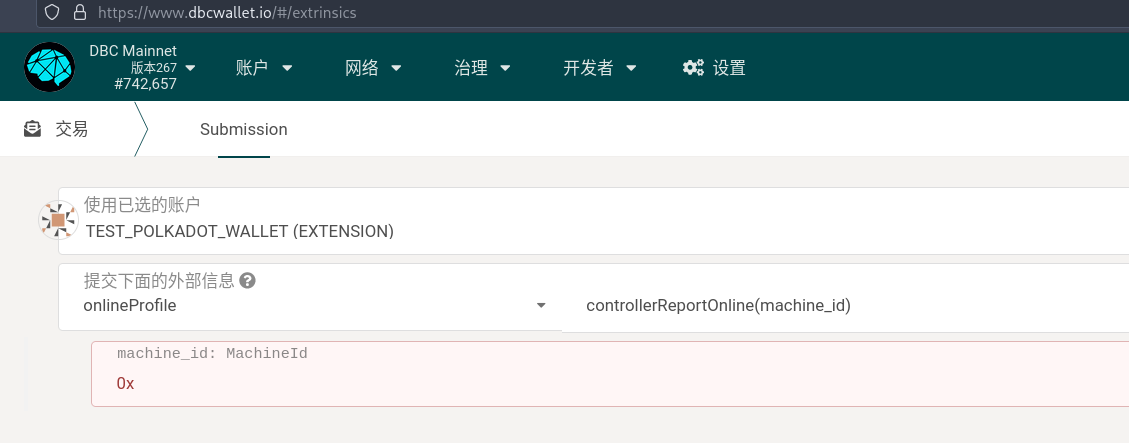 https://www.dbcwallet.io/#/extrinsics
DBC Mainnet
版本267
#742,657
账户
网络
治理
开发者
设置
交易
Submission
使用已选的账户
TEST_POLKADOT_WALLET (EXTENSION)
提交下面的外部信息
onlineProfile
controllerReportOnline(machine_id)
machine_id: MachineId
0x